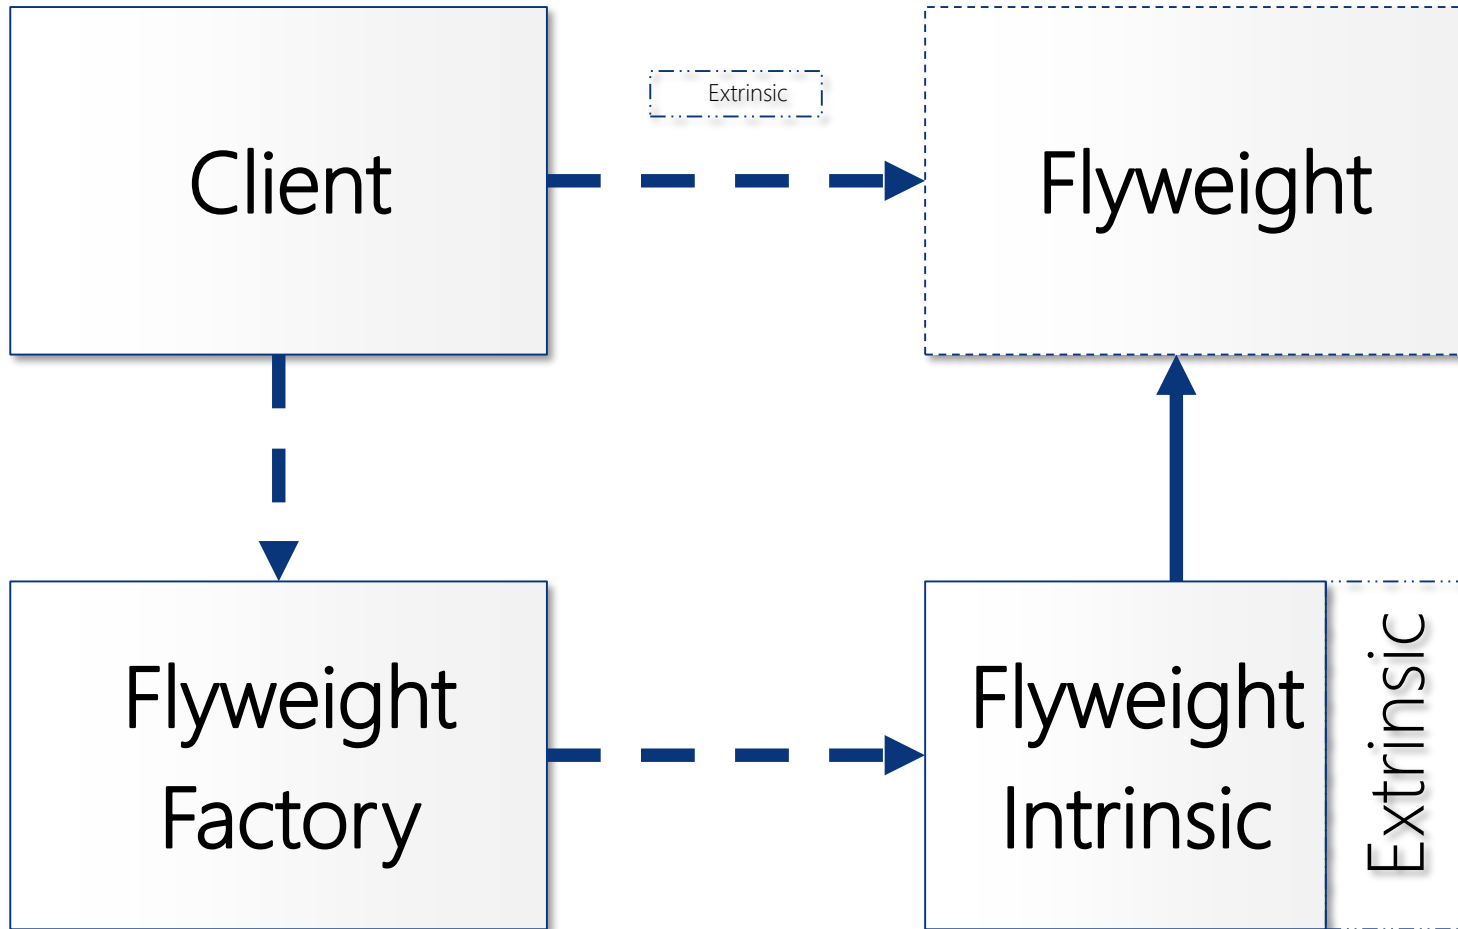 Client
Extrinsic
Flyweight
Flyweight
Factory
Flyweight
Intrinsic
Extrinsic